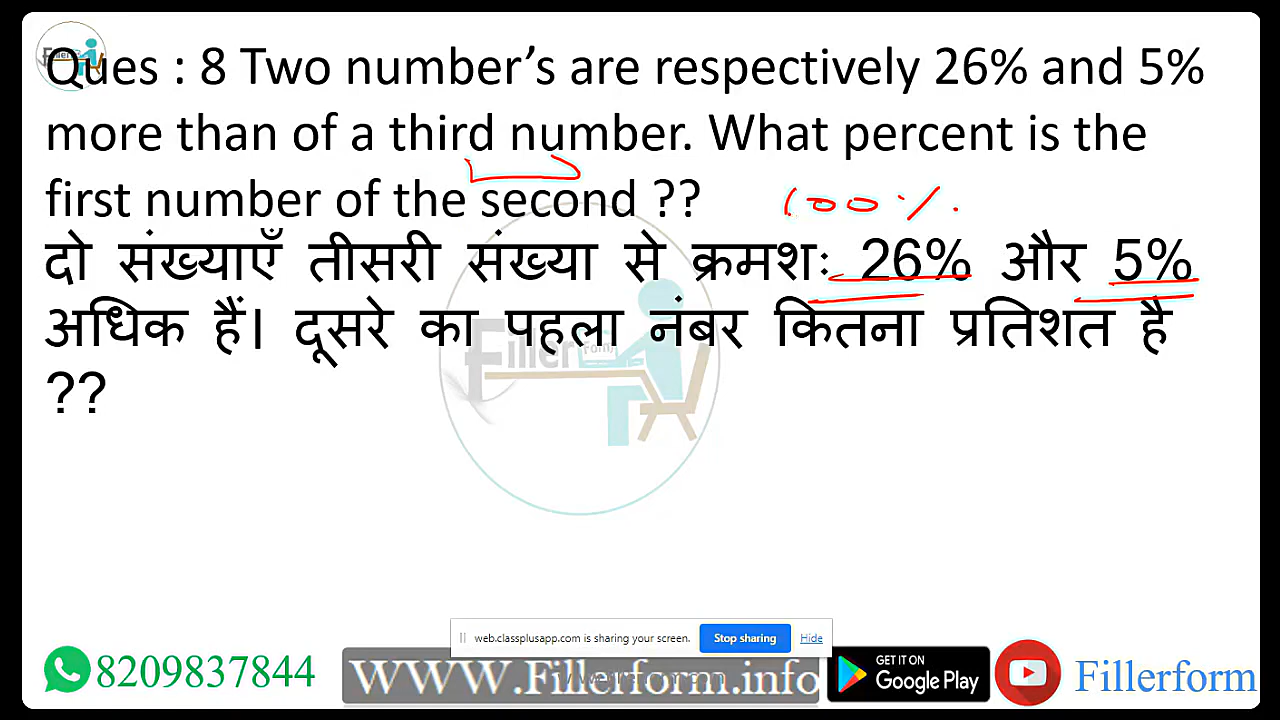 Ques : 8 Two number’s are respectively 26% and 5%
more than of a third number. What percent is the
first number of the second ??
100%.
दो संख्याएँ तीसरी संख्या से क्रमशः 26% और 5%
अधिक हैं। दूसरे का पहला नंबर कितना प्रतिशत है
??
Filler
form
web.classplusapp.com is sharing your screen.
Stop sharing
Hide
8209837844
WWW.Fillerform.info
GET IT ON
Google Play
Fillerform